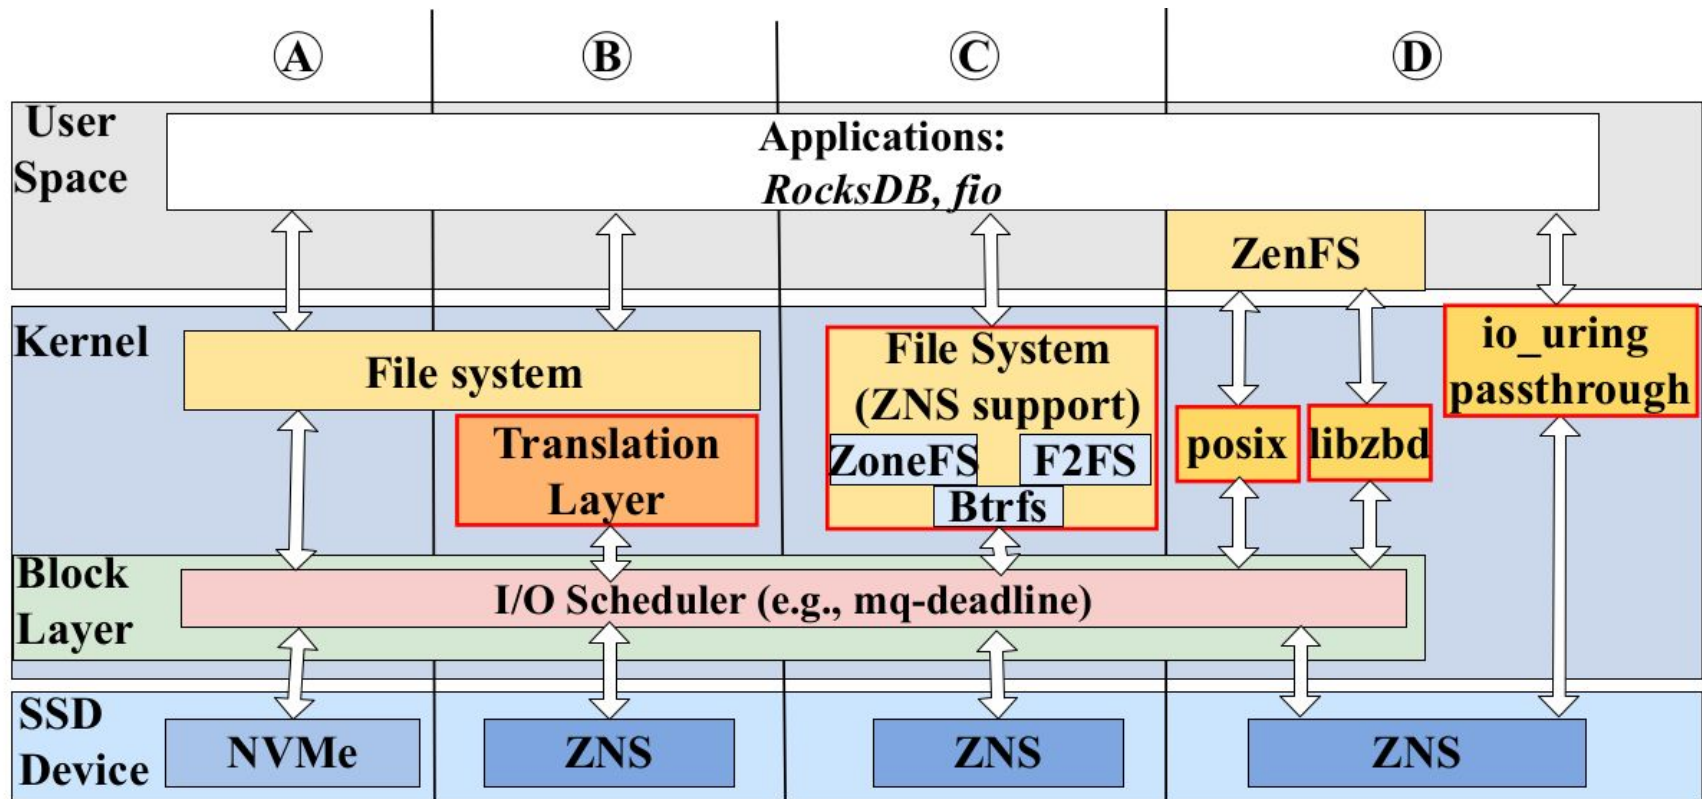 A
B
C
D
User
Space
Applications:
RocksDB, fio
ZenFS
Kernel
File system
Translation
Layer
File System
(ZNS support)
ZoneFS
F2FS
Btrfs
posix
libzbd
io_uring
passthrough
Block
Layer
I/O Scheduler (e.g., mq-deadline)
SSD
Device
NVMe
ZNS
ZNS
ZNS